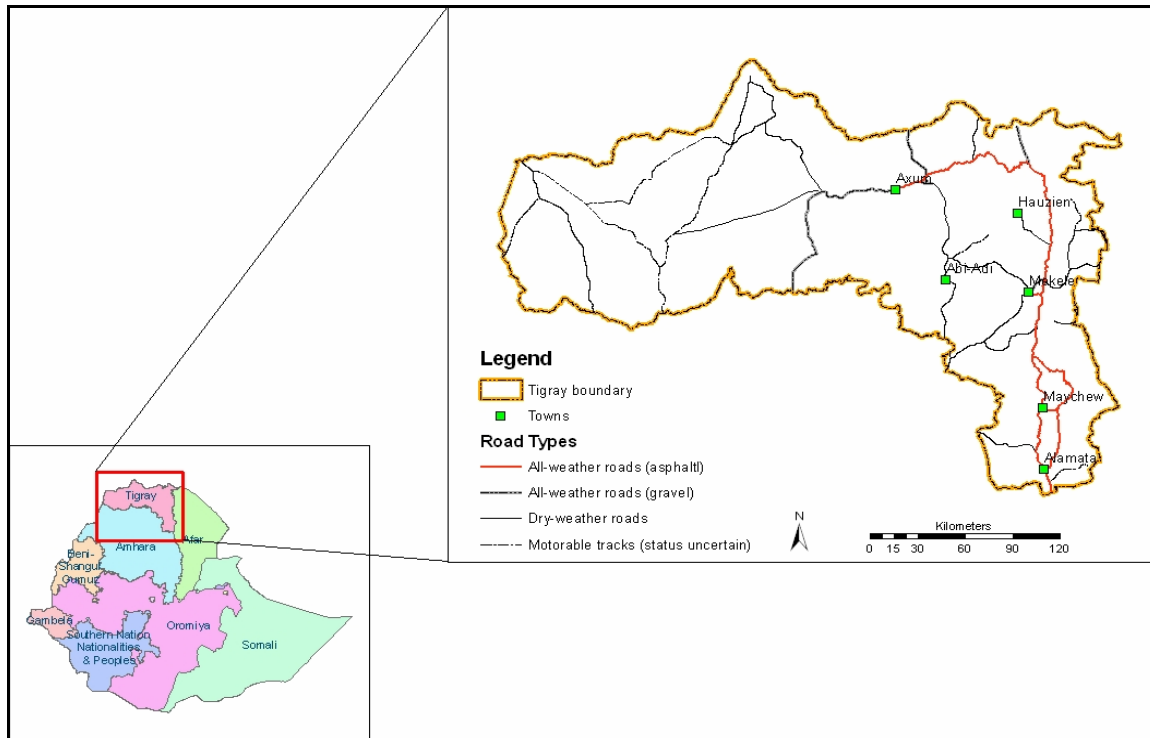 Axum
Hauzien
Abi-Adi
Mekele
Maychew
Alamata
Legend
Tigray boundary
Towns
Road Types
All-weather roads (asphaltl)
All-weather roads (gravel)
Dry-weather roads
Motorable tracks (status uncertain)
N
Kilometers
0 15 30 60 90 120
Tigray
Afar
Amhara
Beni-
Shangul
Gumuz
Gambela
Southern Nation
Nationalities
& Peoples
Oromiya
Somali